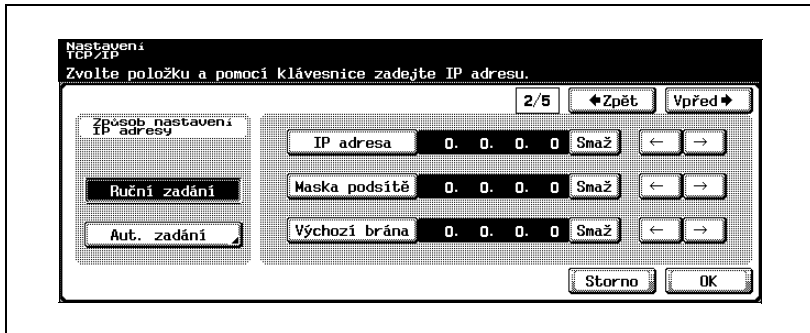 Nastavení
TCP/IP
Zvolte položku a pomocí klávesnice zadejte IP adresu.
2/5 ←Zpět Vpřed→
Způsob nastavení
IP adresy
IP adresa 0. 0. 0. 0 Smaž ← →
Ruční zadání Maska podsítě 0. 0. 0. 0 Smaž ← →
Aut. zadání Výchozí brána 0. 0. 0. 0 Smaž ← →
Storno OK